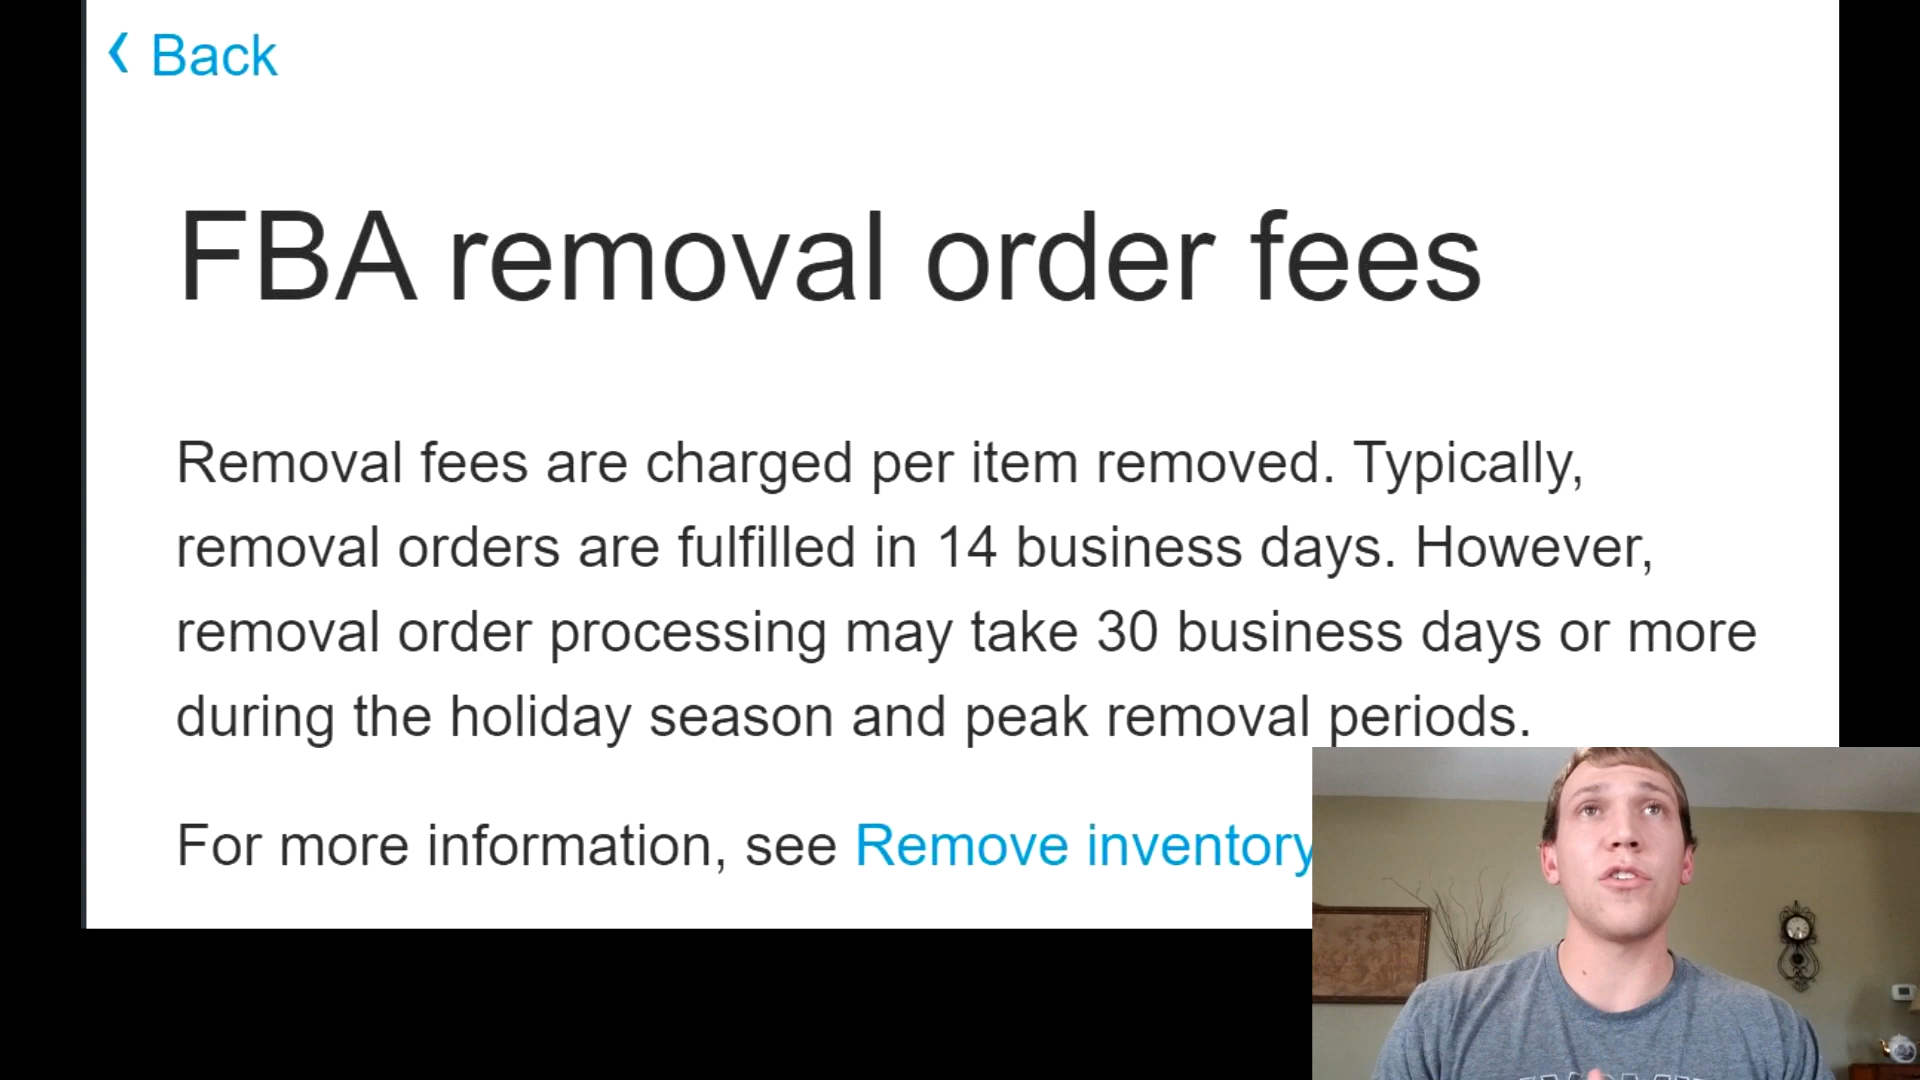 Back
FBA removal order fees
Removal fees are charged per item removed. Typically,
removal orders are fulfilled in 14 business days. However,
removal order processing may take 30 business days or more
during the holiday season and peak removal periods.
For more information, see Remove inventory